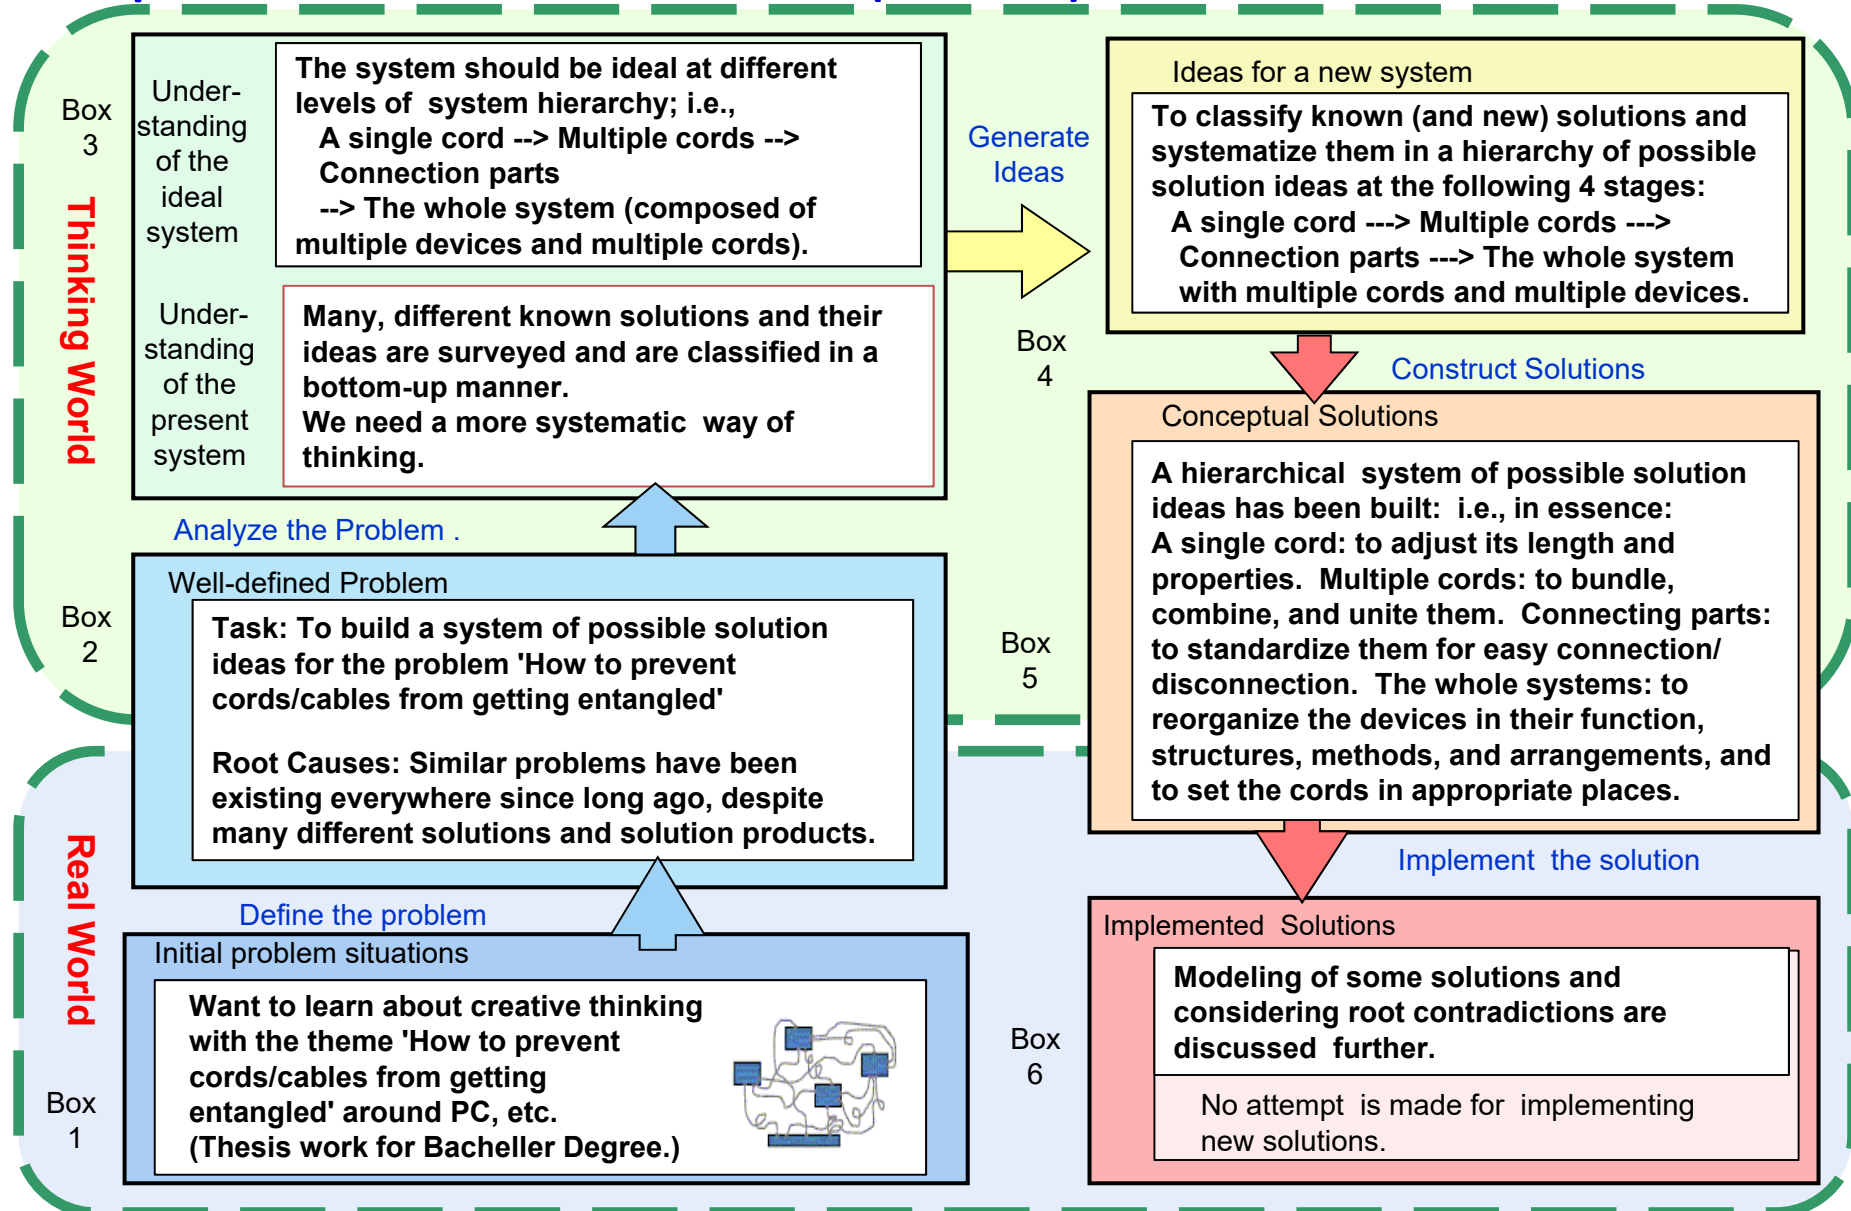 Box
3
Under-
standing
of the
ideal
system
The system should be ideal at different
levels of  system hierarchy; i.e.,
A single cord --> Multiple cords -->
Connection parts
--> The whole system (composed of
multiple devices and multiple cords).
Under-
standing
of the
present
system
Many, different known solutions and their
ideas are surveyed and are classified in a
bottom-up manner.
We need a more systematic  way of
thinking.
Thinking World
Generate
Ideas
Box
4
Ideas for a new system
To classify known (and new) solutions and
systematize them in a hierarchy of possible
solution ideas at the following 4 stages:
A single cord ---> Multiple cords --->
Connection parts ---> The whole system
with multiple cords and multiple devices.
Construct Solutions
Analyze the Problem .
Box
2
Well-defined Problem
Task: To build a system of possible solution
ideas for the problem 'How to prevent
cords/cables from getting entangled'
Root Causes: Similar problems have been
existing everywhere since long ago, despite
many different solutions and solution products.
Box
5
Conceptual Solutions
A hierarchical  system of possible solution
ideas has been built:  i.e., in essence:
A single cord: to adjust its length and
properties.  Multiple cords: to bundle,
combine, and unite them.  Connecting parts:
to standardize them for easy connection/
disconnection.  The whole systems: to
reorganize the devices in their function,
structures, methods, and arrangements, and
to set the cords in appropriate places.
Real World
Define the problem
Box
1
Initial problem situations
Want to learn about creative thinking
with the theme 'How to prevent
cords/cables from getting
entangled' around PC, etc.
(Thesis work for Bacheller Degree.)
Implement  the solution
Box
6
Implemented  Solutions
Modeling of some solutions and
considering root contradictions are
discussed  further.
No attempt  is made for  implementing
new solutions.